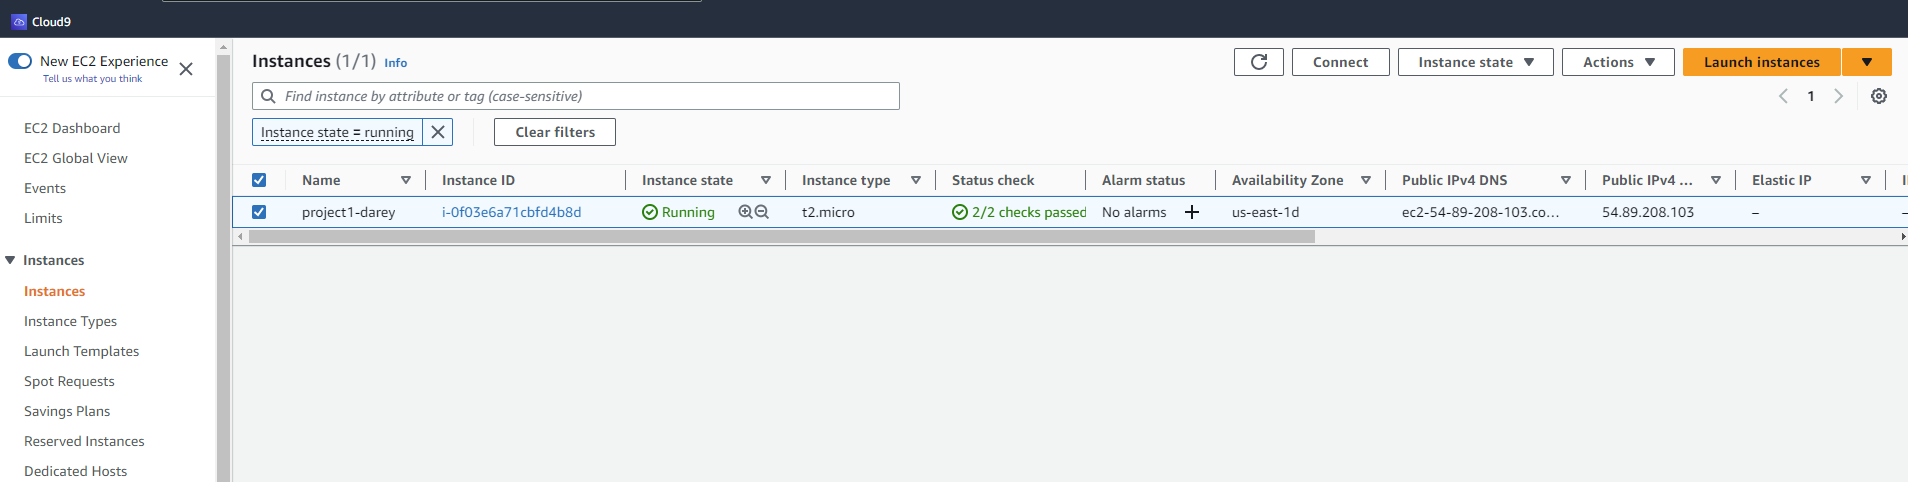 Cloud9
New EC2 Experience
Tell us what you think
EC2 Dashboard
EC2 Global View
Events
Limits
Instances
Instances
Instance Types
Launch Templates
Spot Requests
Savings Plans
Reserved Instances
Dedicated Hosts
Instances (1/1) Info
Connect
Instance state
Actions
Launch instances
Find instance by attribute or tag (case-sensitive)
1
Instance state = running
Clear filters
Name Instance ID Instance state Instance type Status check Alarm status Availability Zone Public IPv4 DNS Public IPv4 ... Elastic IP
project1-darey i-0f03e6a71cbfd4b8d Running t2.micro 2/2 checks passed No alarms + us-east-1d ec2-54-89-208-103.co... 54.89.208.103 – –